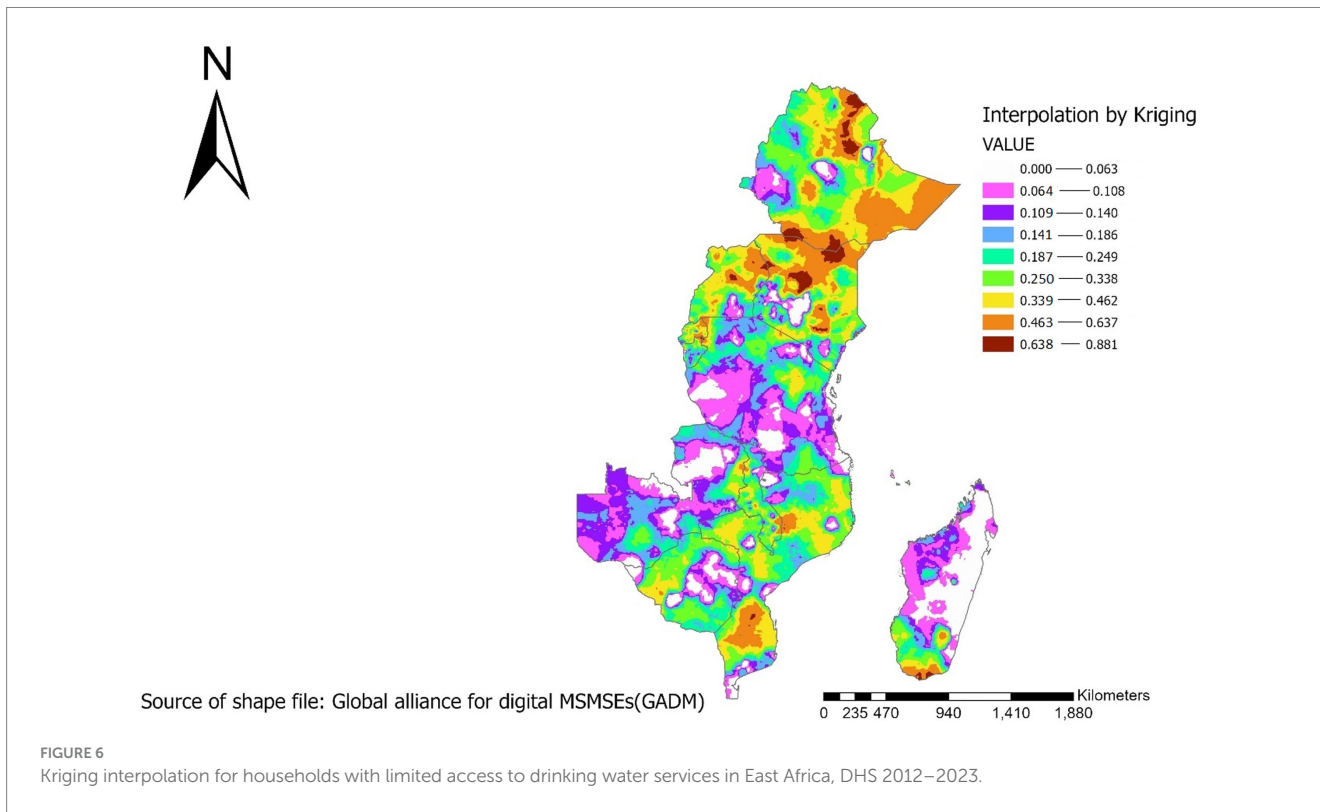 N
Interpolation by Kriging
VALUE
0.000 — 0.063
0.064 — 0.108
0.109 — 0.140
0.141 — 0.186
0.187 — 0.249
0.250 — 0.338
0.339 — 0.462
0.463 — 0.637
0.638 — 0.881
Source of shape file: Global alliance for digital MSMSEs(GADM)
Kilometers
0 235 470 940 1,410 1,880
FIGURE 6
Kriging interpolation for households with limited access to drinking water services in East Africa, DHS 2012–2023.